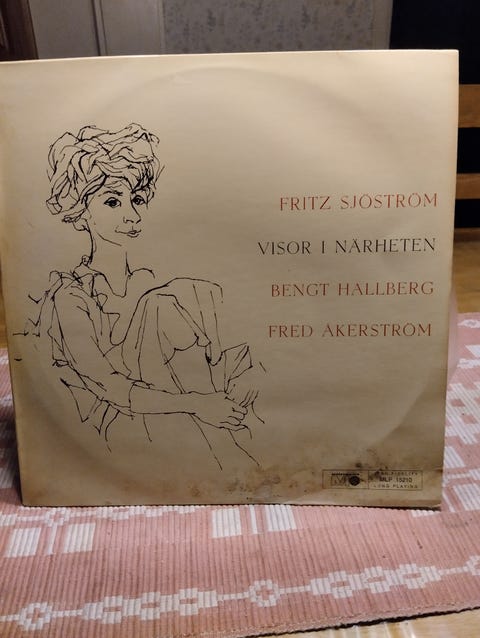 FRITZ SJÖSTRÖM
VISOR I NÄRHETEN
BENGT HALLBERG
FRED ÅKERSTRÖM
MLP 15210
LONG PLAYING